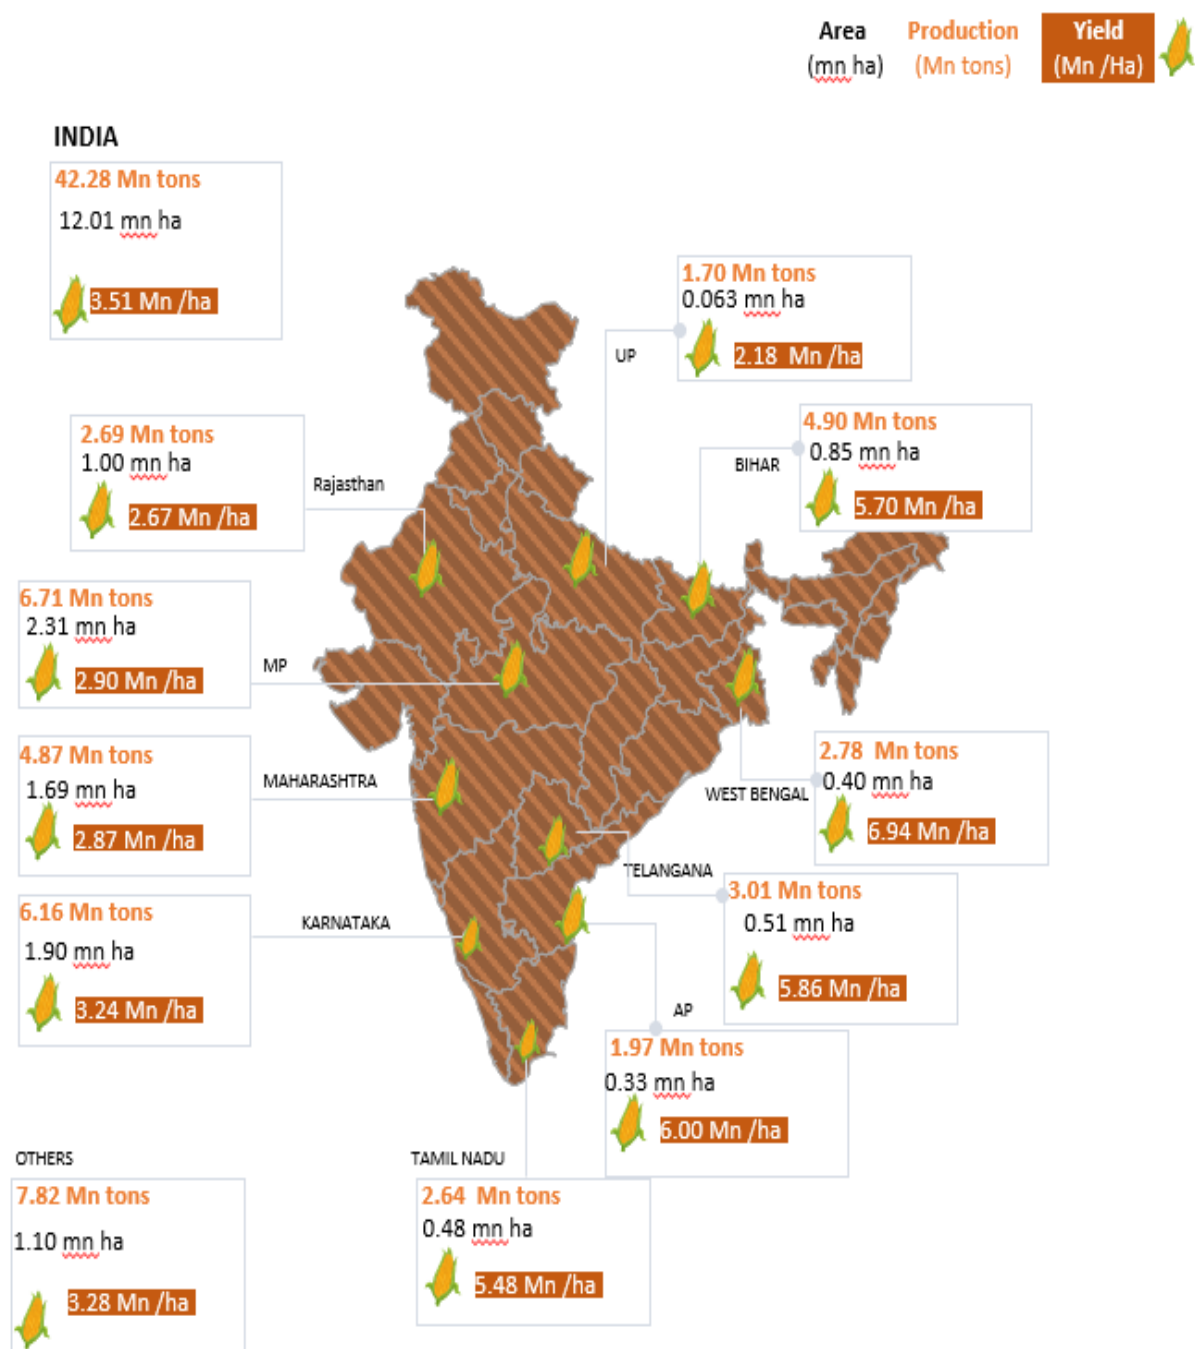 Area Production Yield
(mn ha) (Mn tons) (Mn /Ha)
INDIA
42.28 Mn tons
12.01 mn ha
3.51 Mn /ha
1.70 Mn tons
0.063 mn ha
2.18 Mn /ha
UP
4.90 Mn tons
0.85 mn ha
5.70 Mn /ha
BIHAR
2.69 Mn tons
1.00 mn ha
2.67 Mn /ha
Rajasthan
6.71 Mn tons
2.31 mn ha
2.90 Mn /ha
MP
4.87 Mn tons
1.69 mn ha
2.87 Mn /ha
MAHARASHTRA
2.78 Mn tons
0.40 mn ha
6.94 Mn /ha
WEST BENGAL
TELANGANA
3.01 Mn tons
0.51 mn ha
5.86 Mn /ha
6.16 Mn tons
1.90 mn ha
3.24 Mn /ha
KARNATAKA
AP
1.97 Mn tons
0.33 mn ha
6.00 Mn /ha
OTHERS
7.82 Mn tons
1.10 mn ha
3.28 Mn /ha
TAMIL NADU
2.64 Mn tons
0.48 mn ha
5.48 Mn /ha